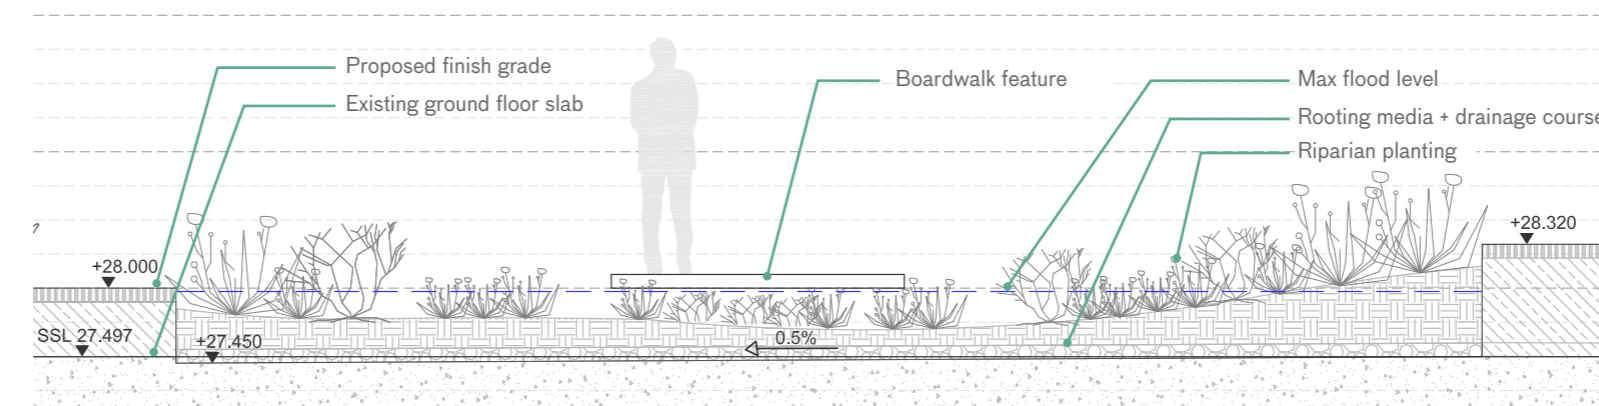 Proposed finish grade
Existing ground floor slab
Boardwalk feature
Max flood level
Rooting media + drainage course
Riparian planting
+28.000
+28.320
SSL 27.497
+27.450
0.5%